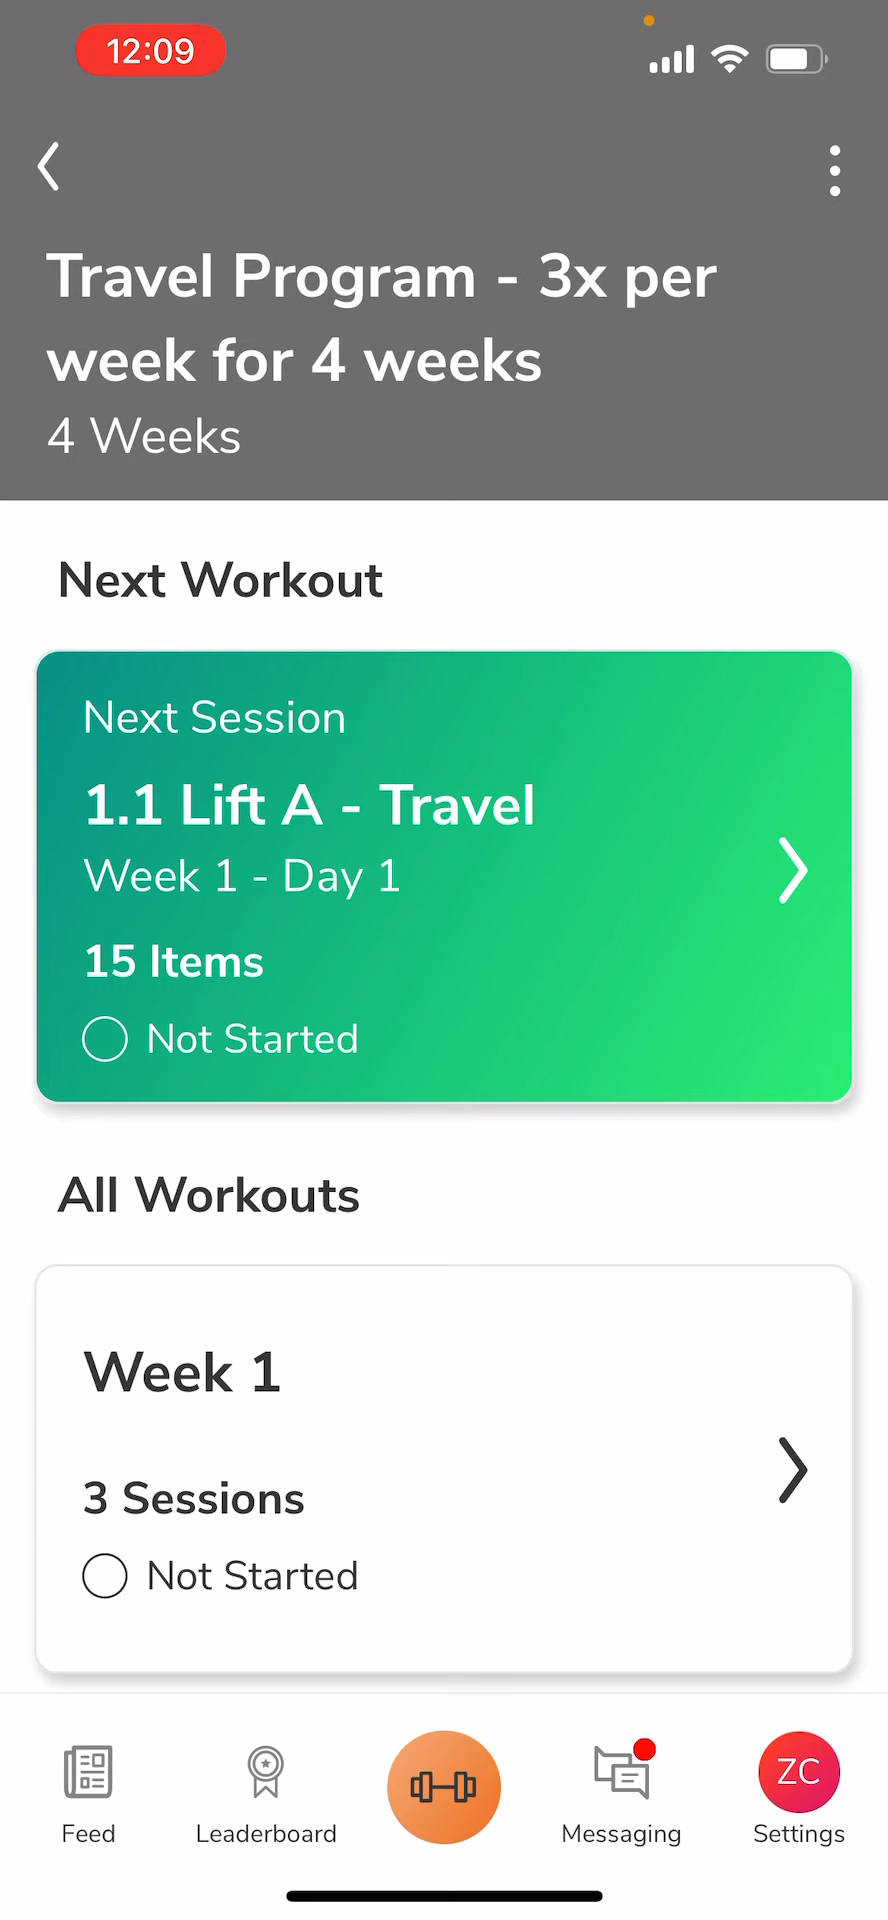 12:09
Travel Program - 3x per
week for 4 weeks
4 Weeks
Next Workout
Next Session
1.1 Lift A - Travel
Week 1 - Day 1
15 Items
Not Started
All Workouts
Week 1
3 Sessions
Not Started
ZC
Feed
Leaderboard
Messaging
Settings